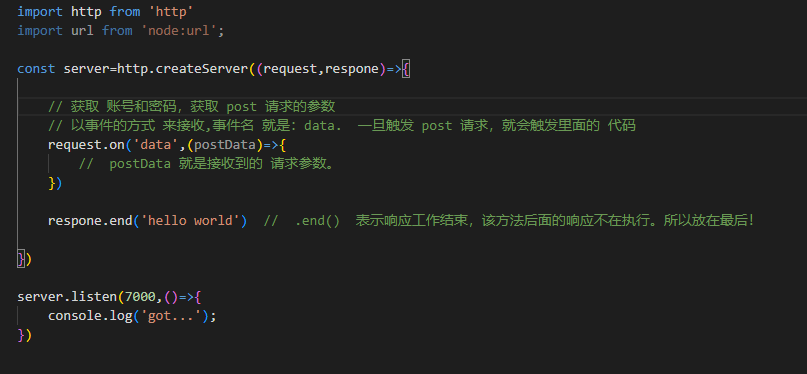 import http from 'http'
import url from 'node:url';
const server=http.createServer((request,respone)=>{
// 获取 账号和密码，获取 post 请求的参数
// 以事件的方式 来接收,事件名 就是：data.  一旦触发 post 请求，就会触发里面的 代码
request.on('data',(postData)=>{
//  postData 就是接收到的 请求参数。
})
respone.end('hello world')  //  .end()  表示响应工作结束，该方法后面的响应不在执行。所以放在最后！
})
server.listen(7000,()=>{
console.log('got...');
})